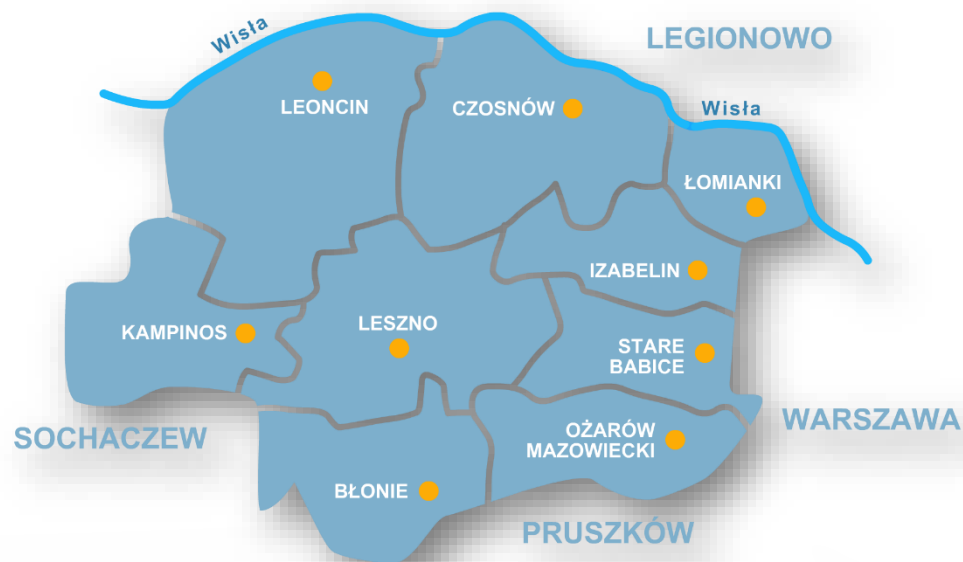 Wisła
LEGIONOWO
LEONCIN
CZOSNÓW
Wisła
ŁOMIANKI
IZABELIN
KAMPINOS
LESZNO
STARE
BABICE
SOCHACZEW
WARSZAWA
OŻARÓW
MAZOWIECKI
BŁONIE
PRUSZKÓW